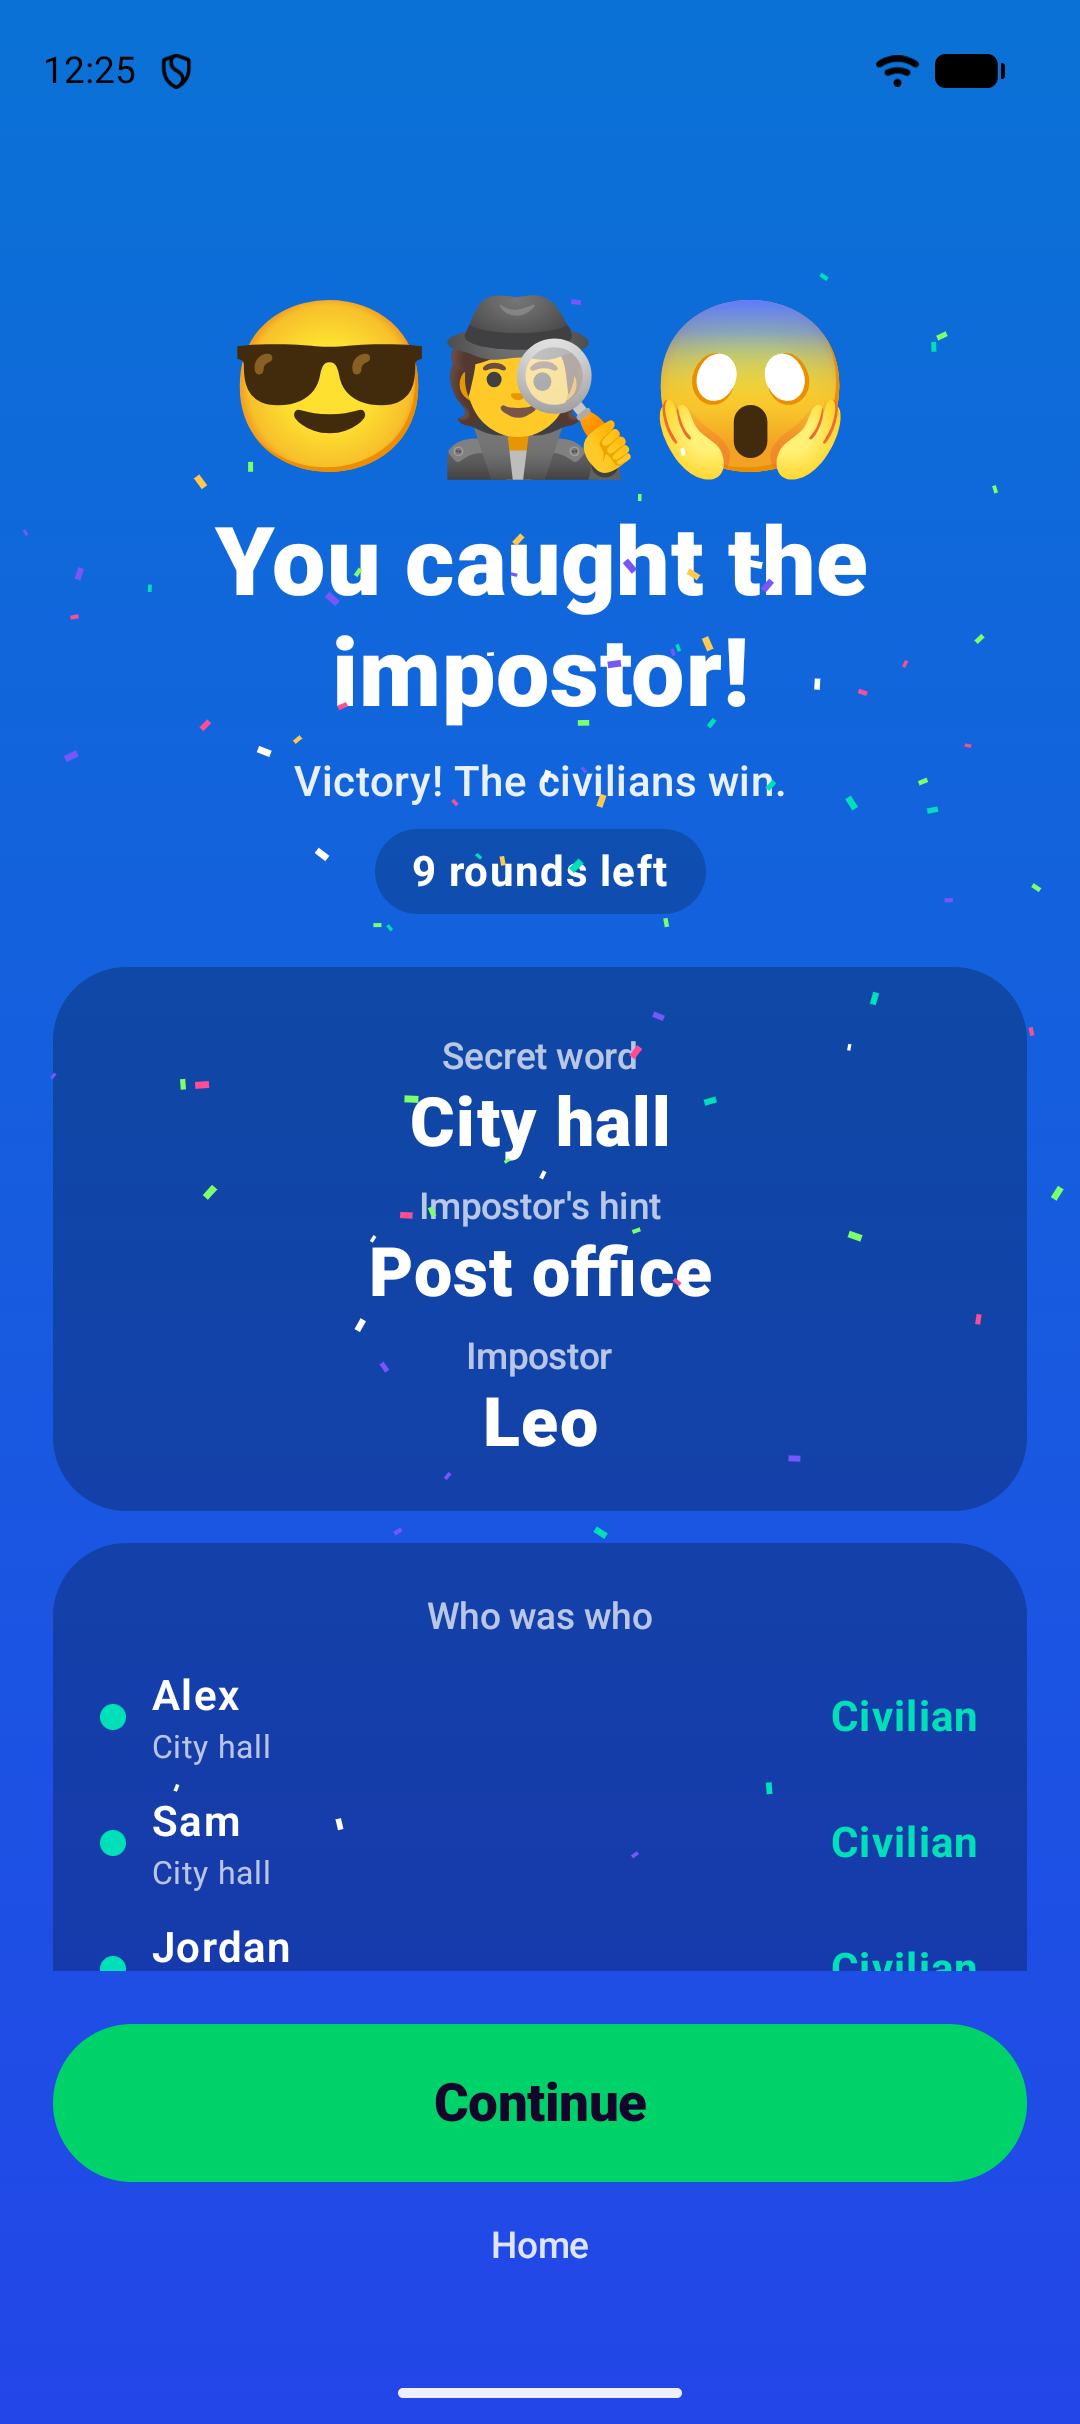 12:25
You caught the
impostor!
Victory! The civilians win.
9 rounds left
Secret word
City hall
Impostor's hint
Post office
Impostor
Leo
Who was who
Alex
Civilian
City hall
Sam
Civilian
City hall
Jordan
Civilian
Continue
Home